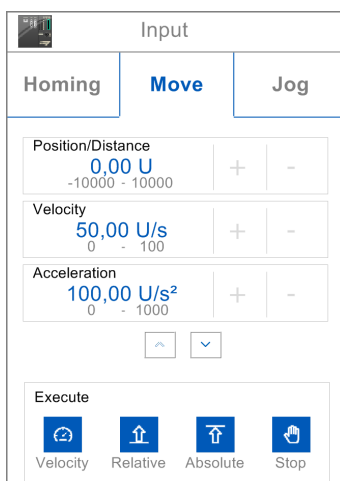 Input
Homing Move Jog
Position/Distance
0,00 U + -
-10000 - 10000
Velocity
50,00 U/s + -
0 - 100
Acceleration
100,00 U/s² + -
0 - 1000
Execute
Velocity Relative Absolute Stop